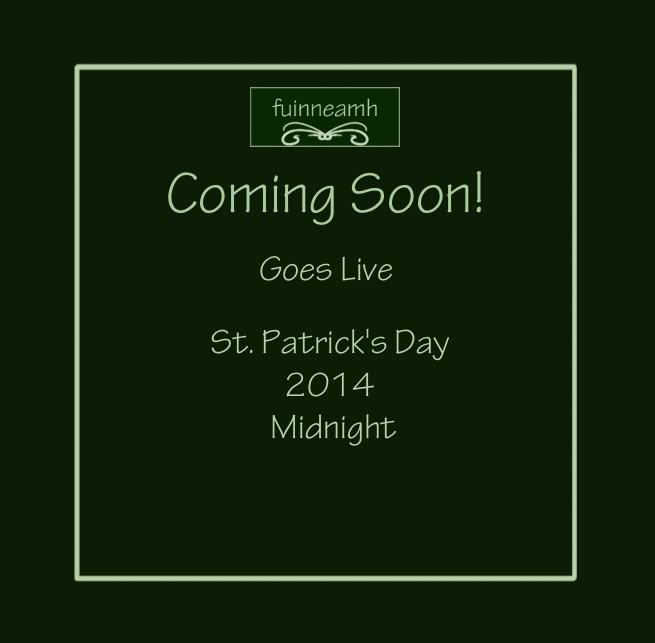 fuinneamh
Coming Soon!
Goes Live
St. Patrick's Day
2014
Midnight